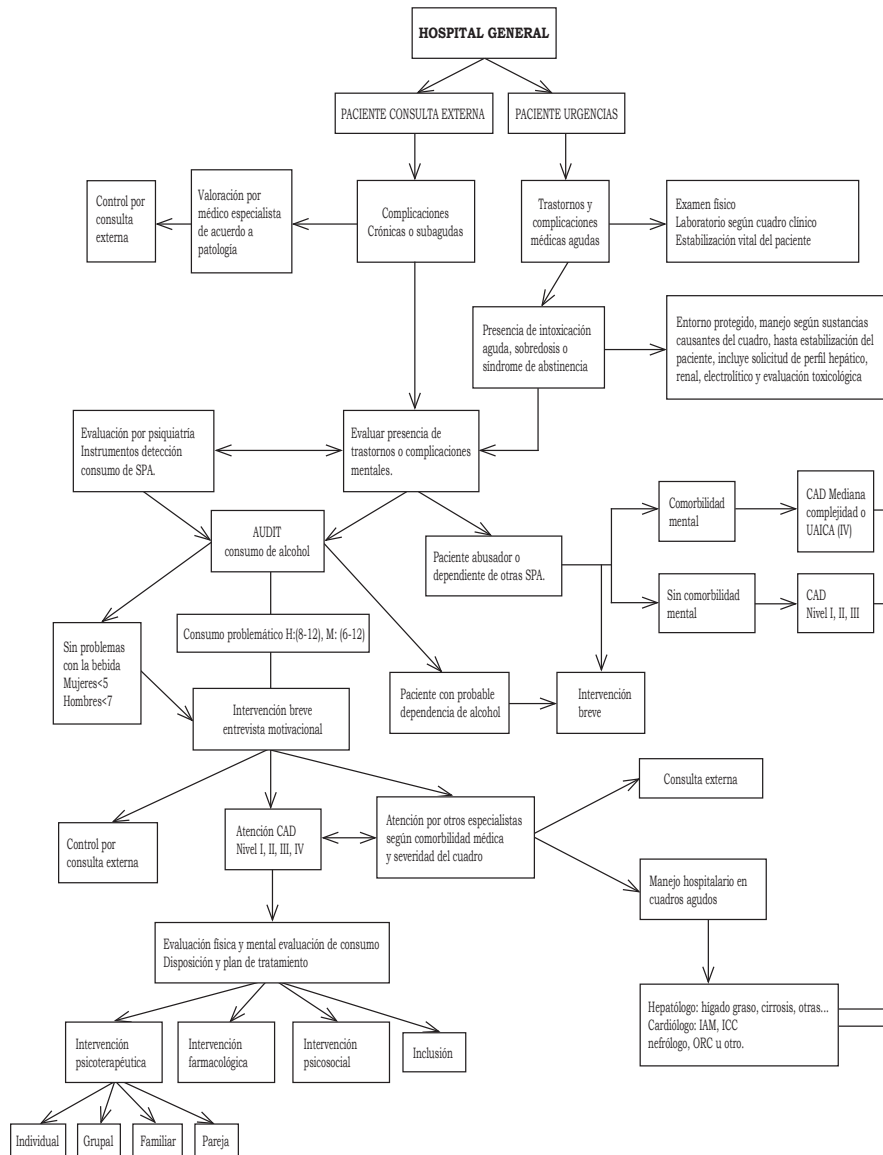 HOSPITAL GENERAL
PACIENTE CONSULTA EXTERNA
PACIENTE URGENCIAS
Control por
consulta
externa
Valoración por
médico especialista
de acuerdo a
patología
Complicaciones
Crónicas o subagudas
Trastornos y
complicaciones
médicas agudas
Examen físico
Laboratorio según cuadro clínico
Estabilización vital del paciente
Presencia de intoxicación
aguda, sobredosis o
síndrome de abstinencia
Entorno protegido, manejo según sustancias
causantes del cuadro, hasta estabilización del
paciente, incluye solicitud de perfil hepático,
renal, electrolítico y evaluación toxicológica
Evaluación por psiquiatría
Instrumentos detección
consumo de SPA.
Evaluar presencia de
trastornos o complicaciones
mentales.
Comorbilidad
mental
CAD Mediana
complejidad o
UAICA (IV)
AUDIT
consumo de alcohol
Paciente abusador o
dependiente de otras SPA.
Sin comorbilidad
mental
CAD
Nivel I, II, III
Sin problemas
con la bebida
Mujeres<5
Hombres<7
Consumo problemático H:(8-12), M: (6-12)
Intervención breve
entrevista motivacional
Paciente con probable
dependencia de alcohol
Intervención
breve
Consulta externa
Control por
consulta externa
Atención CAD
Nivel I, II, III, IV
Atención por otros especialistas
según comorbilidad médica
y severidad del cuadro
Manejo hospitalario en
cuadros agudos
Evaluación física y mental evaluación de consumo
Disposición y plan de tratamiento
Hepatólogo: hígado graso, cirrosis, otras...
Cardiólogo: IAM, ICC
nefrólogo, ORC u otro.
Intervención
psicoterapéutica
Intervención
farmacológica
Intervención
psicosocial
Inclusión
Individual
Grupal
Familiar
Pareja